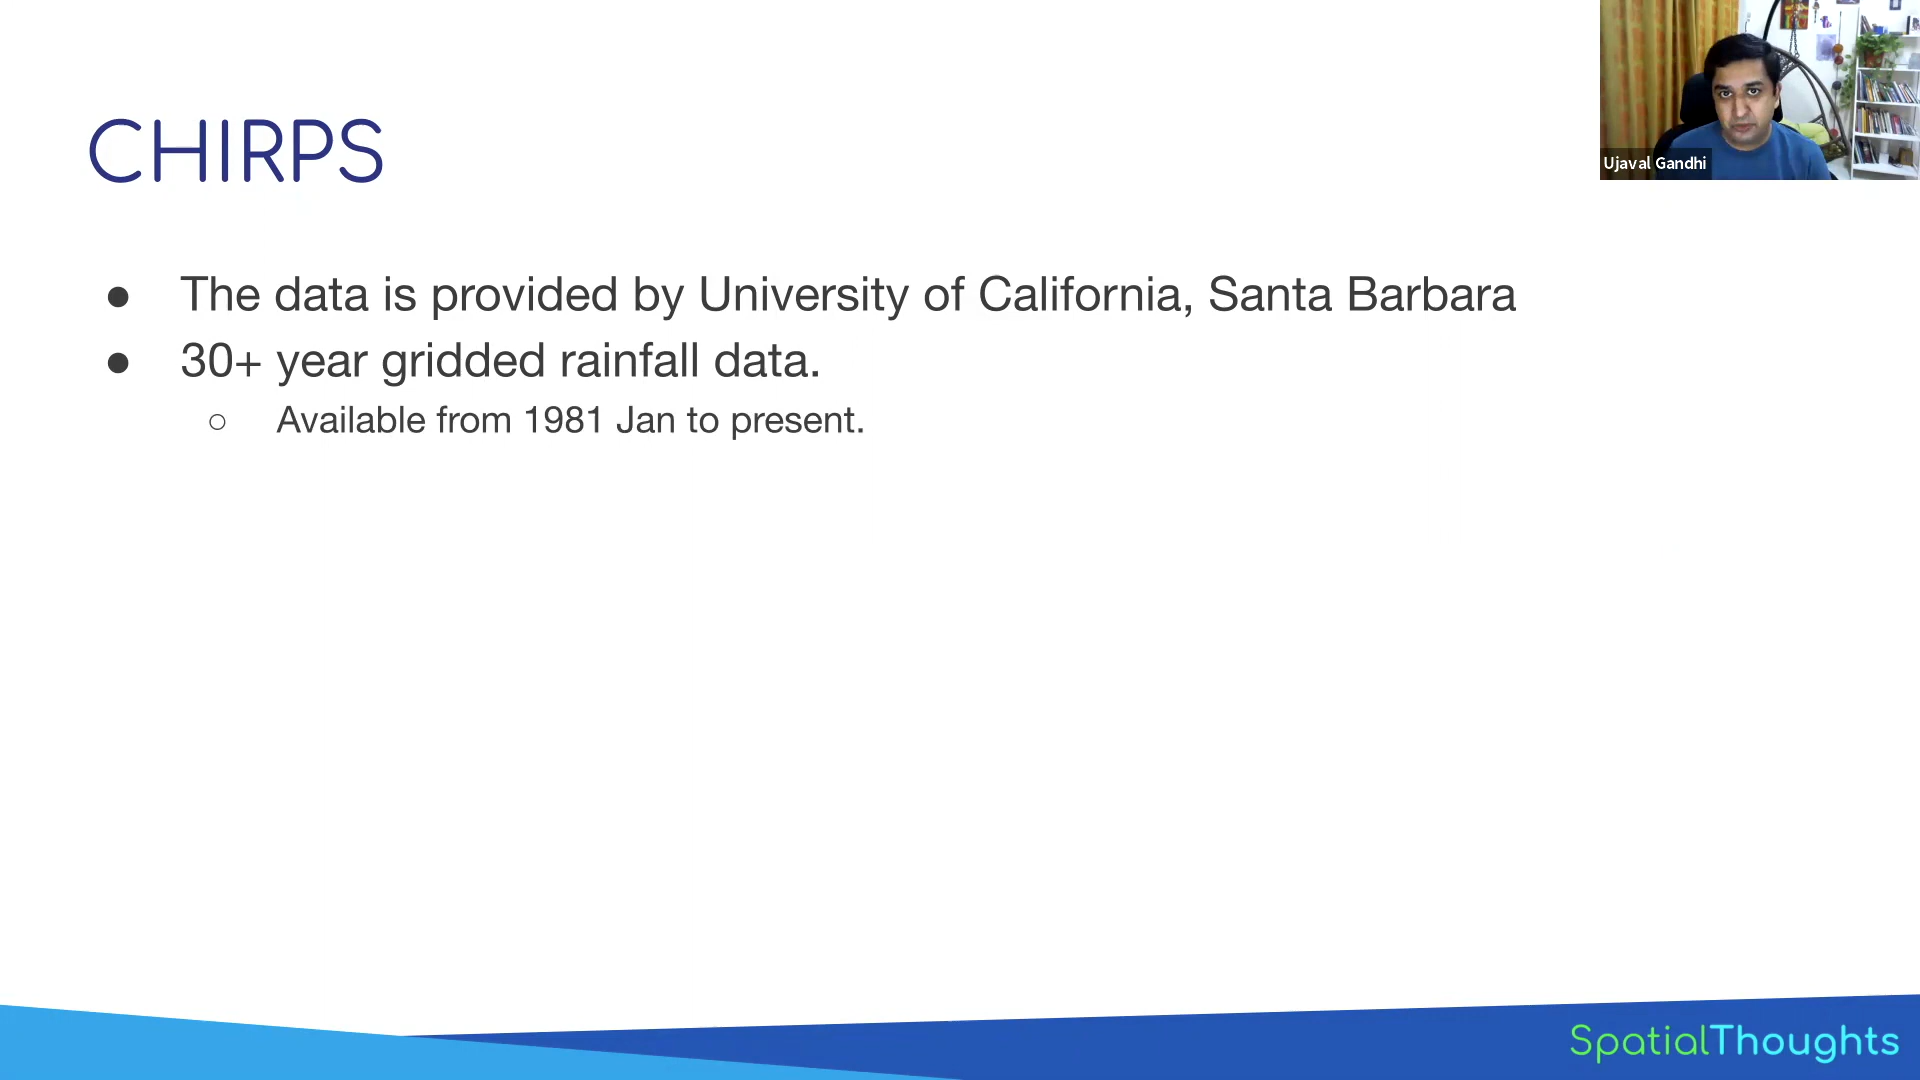 CHIRPS
Ujaval Gandhi
● The data is provided by University of California, Santa Barbara
● 30+ year gridded rainfall data.
○ Available from 1981 Jan to present.
SpatialThoughts